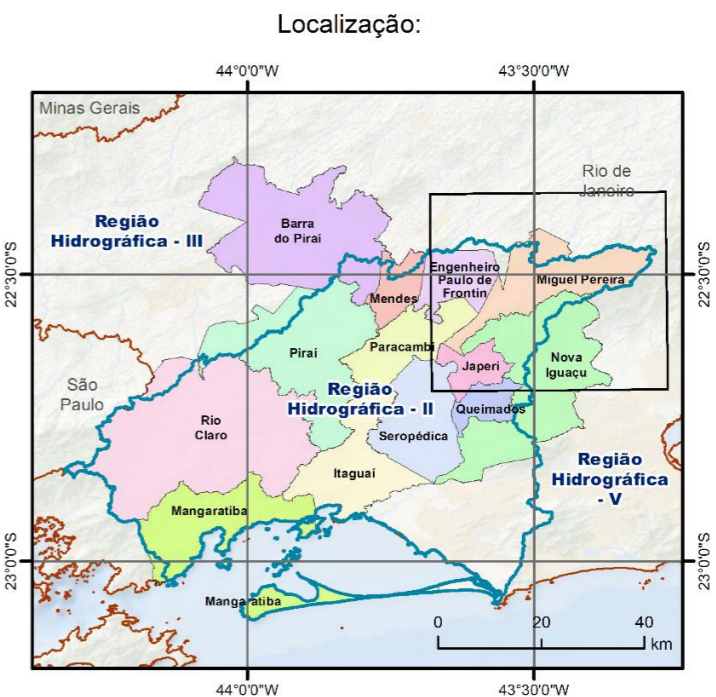 Localização:
44°0'0"W
43°30'0"W
Minas Gerais
Rio de
Janeiro
Região
Hidrográfica - III
Barra
do Piraí
22°30'0"S
22°30'0"S
Engenheiro
Paulo de
Frontin
Miguel Pereira
Mendes
Piraí
Paracambi
Japeri
Nova
Iguaçu
São
Paulo
Região
Hidrográfica - II
Queimados
Rio
Claro
Seropédica
Itaguaí
Região
Hidrográfica
- V
Mangaratiba
23°0'0"S
23°0'0"S
Mangaratiba
0
20
40
km
44°0'0"W
43°30'0"W